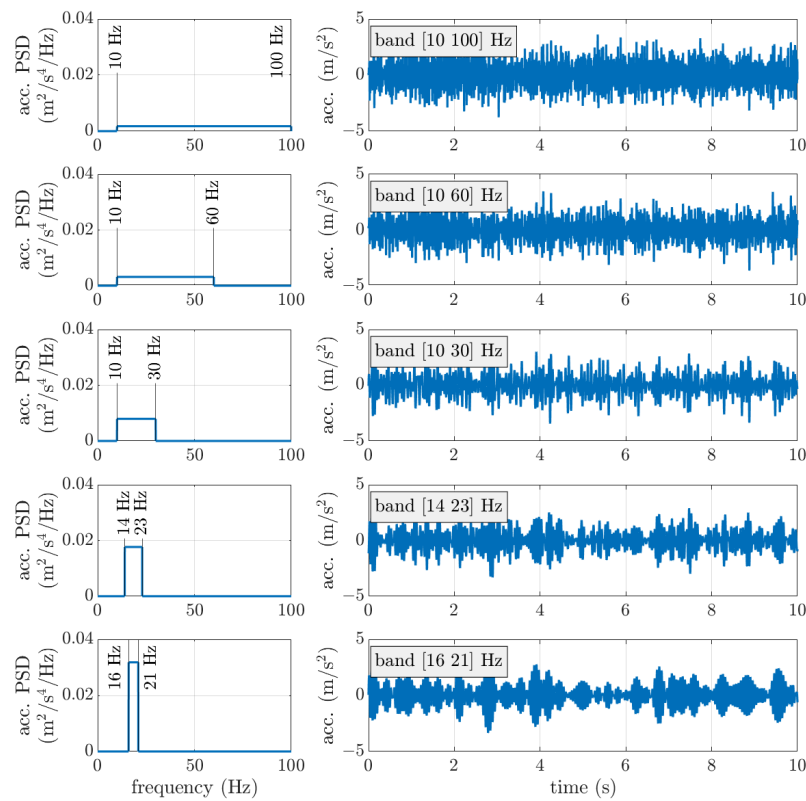 acc. PSD
(m²/s⁴/Hz)
0.04
0.02
0
10 Hz
100 Hz
0
50
100
acc. (m/s²)
5
0
-5
band [10 100] Hz
0
2
4
6
8
10
acc. PSD
(m²/s⁴/Hz)
0.04
0.02
0
10 Hz
60 Hz
0
50
100
acc. (m/s²)
5
0
-5
band [10 60] Hz
0
2
4
6
8
10
acc. PSD
(m²/s⁴/Hz)
0.04
0.02
0
10 Hz
30 Hz
0
50
100
acc. (m/s²)
5
0
-5
band [10 30] Hz
0
2
4
6
8
10
acc. PSD
(m²/s⁴/Hz)
0.04
0.02
0
14 Hz
23 Hz
0
50
100
acc. (m/s²)
5
0
-5
band [14 23] Hz
0
2
4
6
8
10
acc. PSD
(m²/s⁴/Hz)
0.04
0.02
0
16 Hz
21 Hz
0
50
100
frequency (Hz)
acc. (m/s²)
5
0
-5
band [16 21] Hz
0
2
4
6
8
10
time (s)